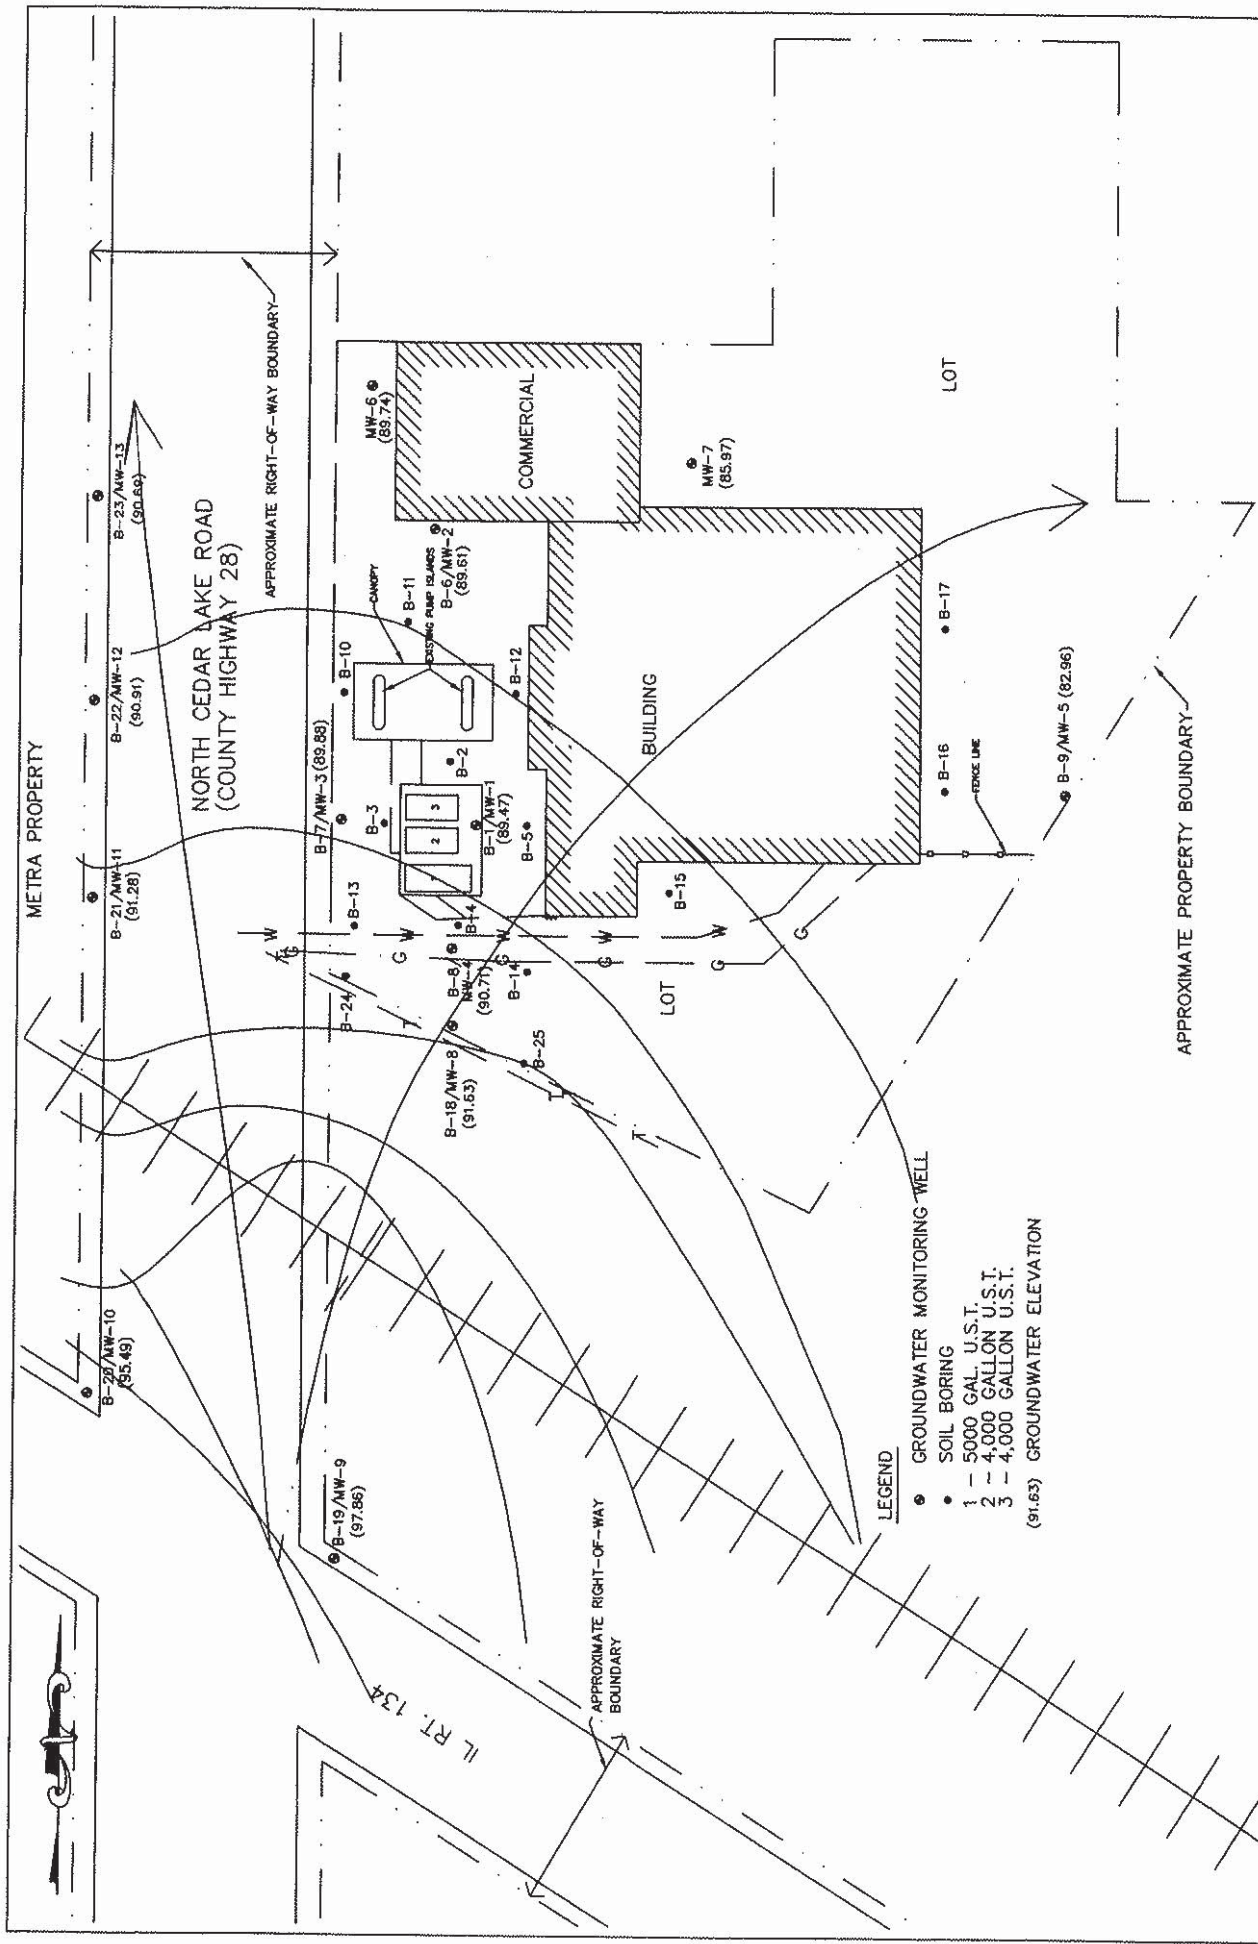 METRA PROPERTY
B-20/MW-10
(95.49)
B-21/MW-11
(91.28)
B-22/MW-12
(90.91)
B-23/MW-13
(90.69)
NORTH CEDAR LAKE ROAD
(COUNTY HIGHWAY 28)
APPROXIMATE RIGHT-OF-WAY BOUNDARY
IL RT. 134
B-19/MW-9
(97.86)
APPROXIMATE RIGHT-OF-WAY
BOUNDARY
B-24
B-13
B-7/MW-3 (89.88)
B-10
CANOPY
B-11
EXISTING PUMP ISLANDS
MW-6
(89.74)
B-6/MW-2
(89.61)
B-3
B-2
1
2
3
B-1/MW-1
(89.47)
B-4
B-5
B-12
B-8/
MW-4
(90.71)
B-14
B-18/MW-8
(91.63)
B-25
W
W
W
W
W
G
G
G
G
G
G
T
T
T
T
LOT
B-15
BUILDING
COMMERCIAL
MW-7
(85.97)
LOT
B-16
B-17
FENCE LINE
B-9/MW-5 (82.96)
APPROXIMATE PROPERTY BOUNDARY
LEGEND
GROUNDWATER MONITORING WELL
SOIL BORING
1 - 5000 GAL. U.S.T.
2 - 4,000 GALLON U.S.T.
3 - 4,000 GALLON U.S.T.
(91.63) GROUNDWATER ELEVATION